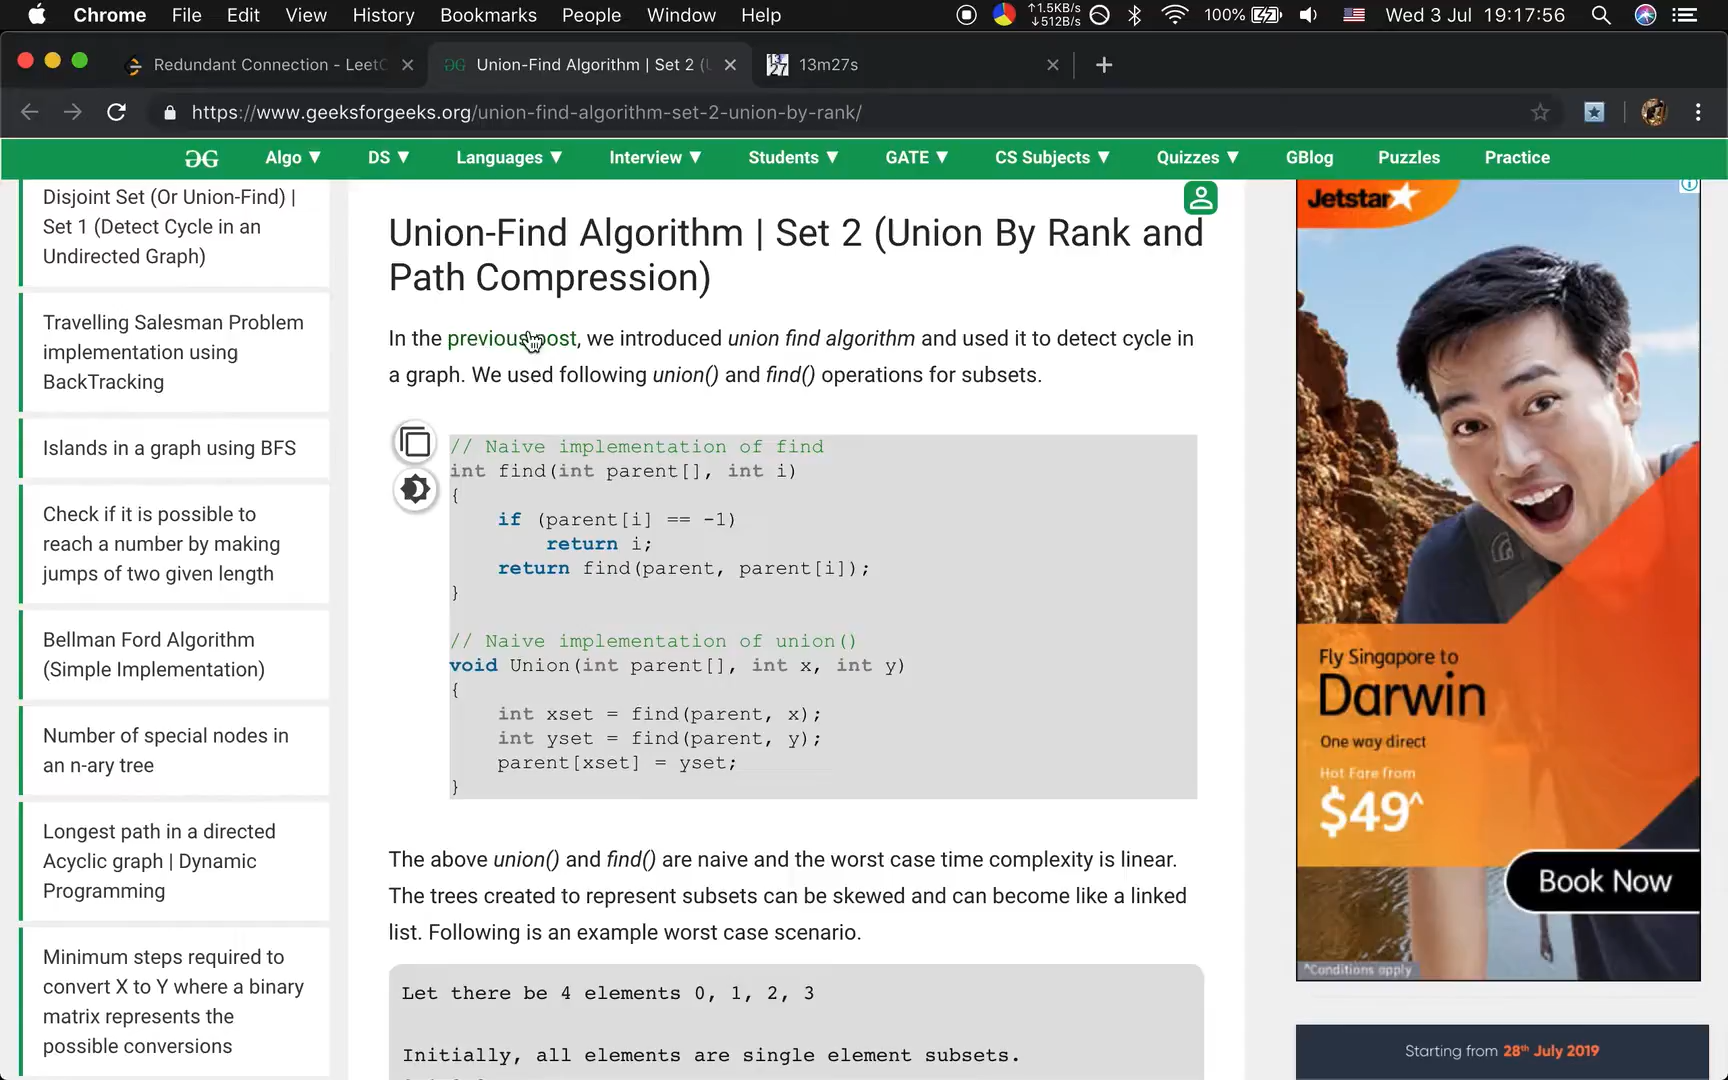 Chrome File Edit View History Bookmarks People Window Help
↑1.5KB/s
↓512B/s
100% Wed 3 Jul 19:17:56
Redundant Connection - LeetC
Union-Find Algorithm | Set 2 (
13m27s
https://www.geeksforgeeks.org/union-find-algorithm-set-2-union-by-rank/
Algo ▼ DS ▼ Languages ▼ Interview ▼ Students ▼ GATE ▼ CS Subjects ▼ Quizzes ▼ GBlog Puzzles Practice
Disjoint Set (Or Union-Find) |
Set 1 (Detect Cycle in an
Undirected Graph)
Travelling Salesman Problem
implementation using
BackTracking
Islands in a graph using BFS
Check if it is possible to
reach a number by making
jumps of two given length
Bellman Ford Algorithm
(Simple Implementation)
Number of special nodes in
an n-ary tree
Longest path in a directed
Acyclic graph | Dynamic
Programming
Minimum steps required to
convert X to Y where a binary
matrix represents the
possible conversions
Union-Find Algorithm | Set 2 (Union By Rank and
Path Compression)
In the previous post, we introduced union find algorithm and used it to detect cycle in
a graph. We used following union() and find() operations for subsets.
// Naive implementation of find
int find(int parent[], int i)
{
if (parent[i] == -1)
return i;
return find(parent, parent[i]);
}
// Naive implementation of union()
void Union(int parent[], int x, int y)
{
int xset = find(parent, x);
int yset = find(parent, y);
parent[xset] = yset;
}
The above union() and find() are naive and the worst case time complexity is linear.
The trees created to represent subsets can be skewed and can become like a linked
list. Following is an example worst case scenario.
Let there be 4 elements 0, 1, 2, 3
Initially, all elements are single element subsets.
Jetstar
Fly Singapore to
Darwin
One way direct
Hot Fare from
$49^
Book Now
^Conditions apply
Starting from 28th July 2019